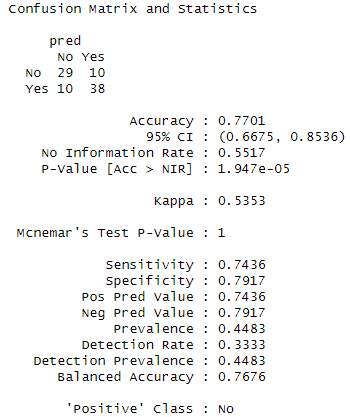 Confusion Matrix and Statistics
pred
No Yes
No 29 10
Yes 10 38
Accuracy : 0.7701
95% CI : (0.6675, 0.8536)
No Information Rate : 0.5517
P-Value [Acc > NIR] : 1.947e-05
Kappa : 0.5353
Mcnemar's Test P-Value : 1
Sensitivity : 0.7436
Specificity : 0.7917
Pos Pred Value : 0.7436
Neg Pred Value : 0.7917
Prevalence : 0.4483
Detection Rate : 0.3333
Detection Prevalence : 0.4483
Balanced Accuracy : 0.7676
'Positive' Class : No